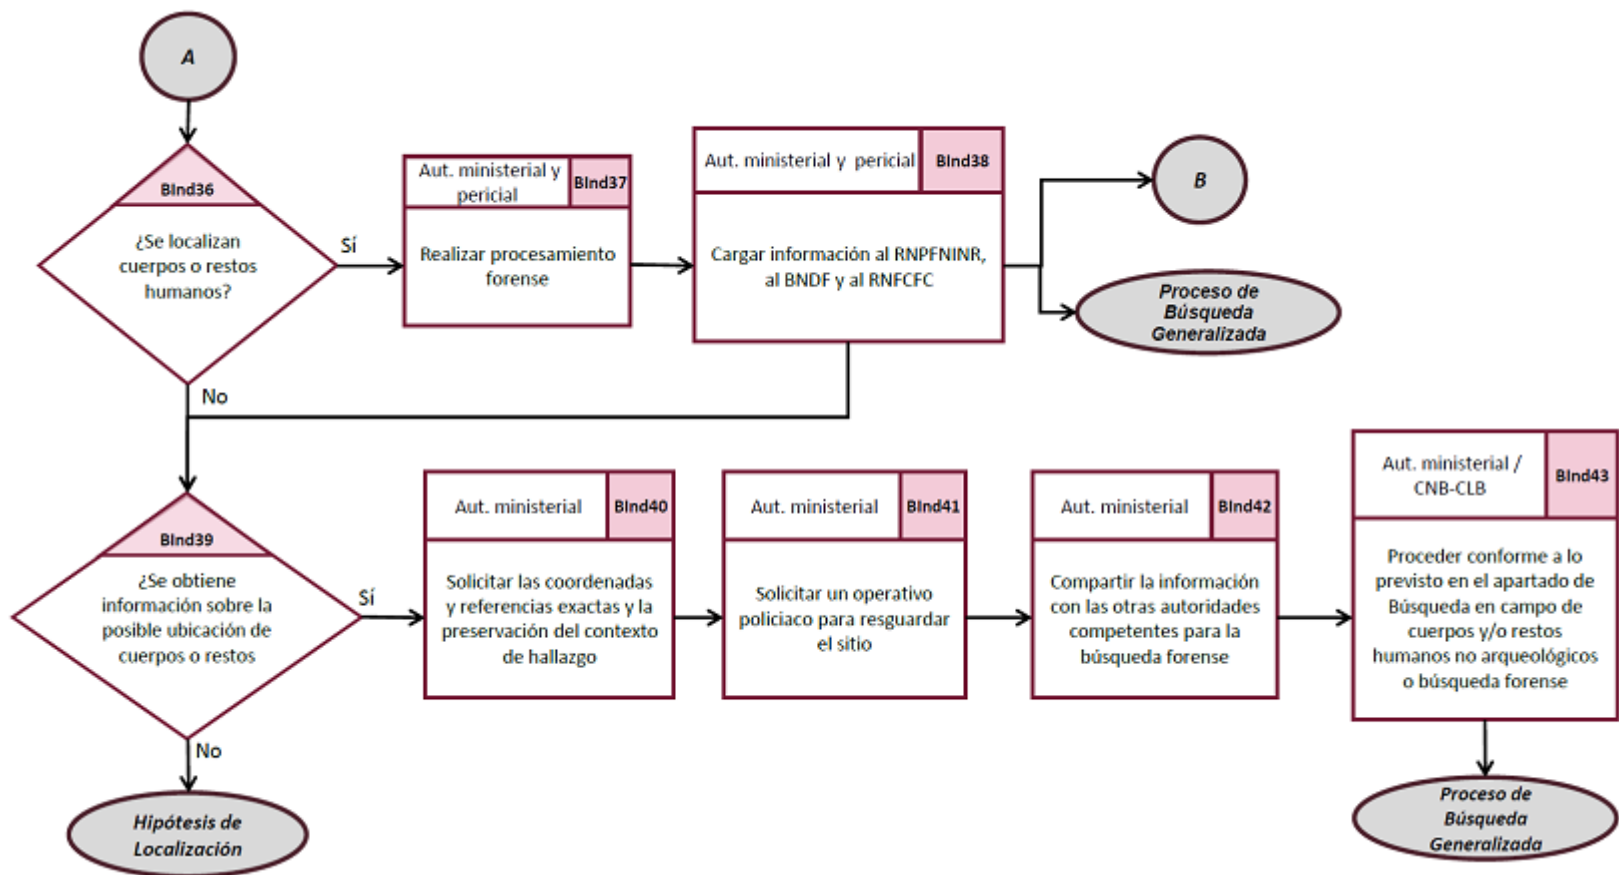 A
BInd36
¿Se localizan
cuerpos o restos
humanos?
Sí
No
Aut. ministerial y
pericial
BInd37
Realizar procesamiento
forense
Aut. ministerial y pericial
BInd38
Cargar información al RNPFNINR,
al BNDF y al RNFCFC
B
Proceso de
Búsqueda
Generalizada
BInd39
¿Se obtiene
información sobre la
posible ubicación de
cuerpos o restos
Sí
No
Aut. ministerial
BInd40
Solicitar las coordenadas
y referencias exactas y la
preservación del contexto
de hallazgo
Aut. ministerial
BInd41
Solicitar un operativo
policiaco para resguardar
el sitio
Aut. ministerial
BInd42
Compartir la información
con las otras autoridades
competentes para la
búsqueda forense
Aut. ministerial /
CNB-CLB
BInd43
Proceder conforme a lo
previsto en el apartado de
Búsqueda en campo de
cuerpos y/o restos
humanos no arqueológicos
o búsqueda forense
Hipótesis de
Localización
Proceso de
Búsqueda
Generalizada